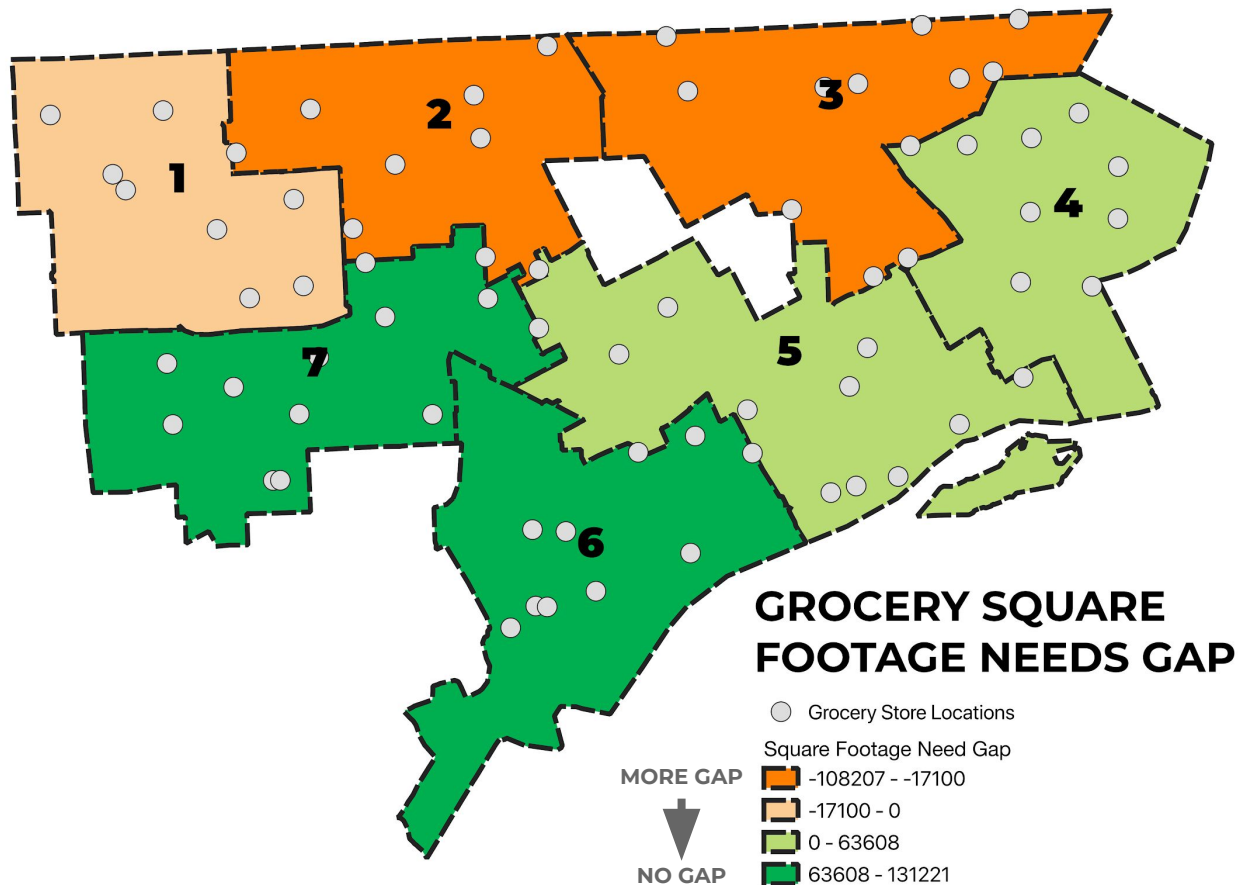 1
2
3
4
5
6
7
GROCERY SQUARE
FOOTAGE NEEDS GAP
Grocery Store Locations
Square Footage Need Gap
MORE GAP
-108207 - -17100
-17100 - 0
0 - 63608
NO GAP
63608 - 131221